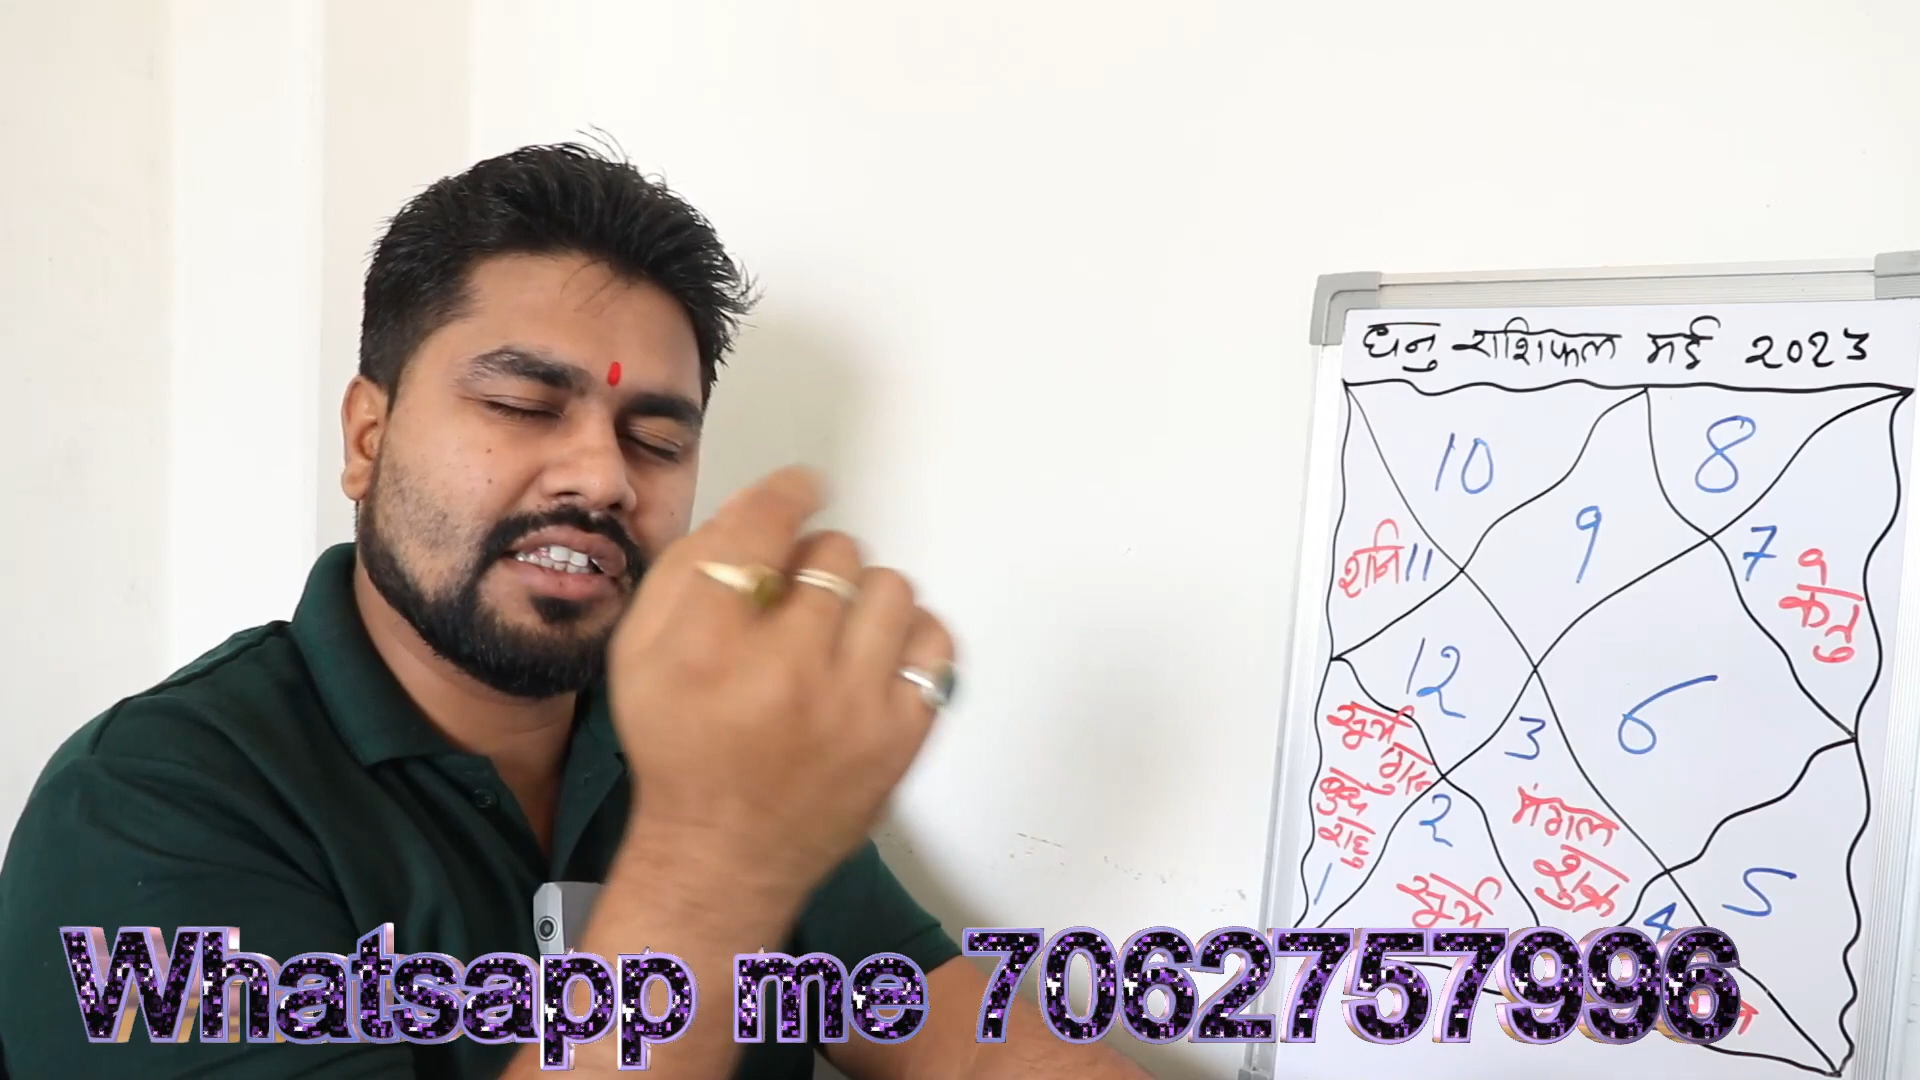 धनु राशिफल मई 2023
10
8
9
7
शनि 11
केतु
12
6
सूर्य
गुरु
3
बुध
राहु
2
मंगल
शुक्र
1
सूर्य
4
5
Whatsapp me 7062757996